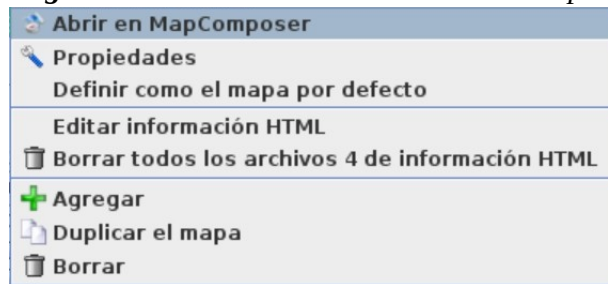 Abrir en MapComposer
Propiedades
Definir como el mapa por defecto
Editar información HTML
Borrar todos los archivos 4 de información HTML
Agregar
Duplicar el mapa
Borrar